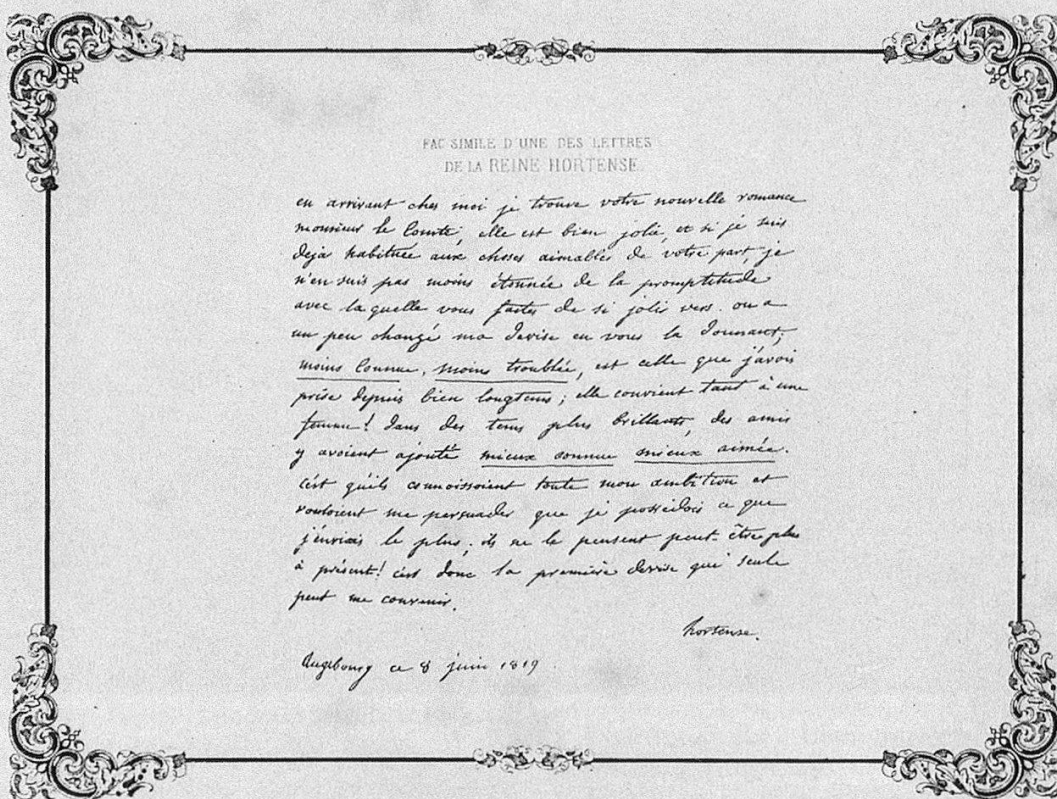 FAC SIMILE D'UNE DES LETTRES
DE LA REINE HORTENSE.
en arrivant ches moi je trouve votre nouvelle romance
monsieur le Comte; elle est bien jolie, et si je suis
deja habituée aux choses aimables de votre part, je
n'en suis pas moins étonnée de la promptitude
avec laquelle vous faites de si jolis vers. on a
un peu changé ma devise en vous la donnant;
moins connue, moins troublée, est celle que j'avois
prise depuis bien longtems; elle convient tant à une
femme! dans des tems plus brillants, des amis
y avoient ajouté mieux connue mieux aimée.
c'est qu'ils connoissoient toute mon ambition et
vouloient me persuader que je possédois ce que
j'enviais le plus; ils ne le pensent peut-être plus
à présent! c'est donc la première devise qui seule
peut me convenir.
hortense.
Augsbourg ce 8 juin 1819